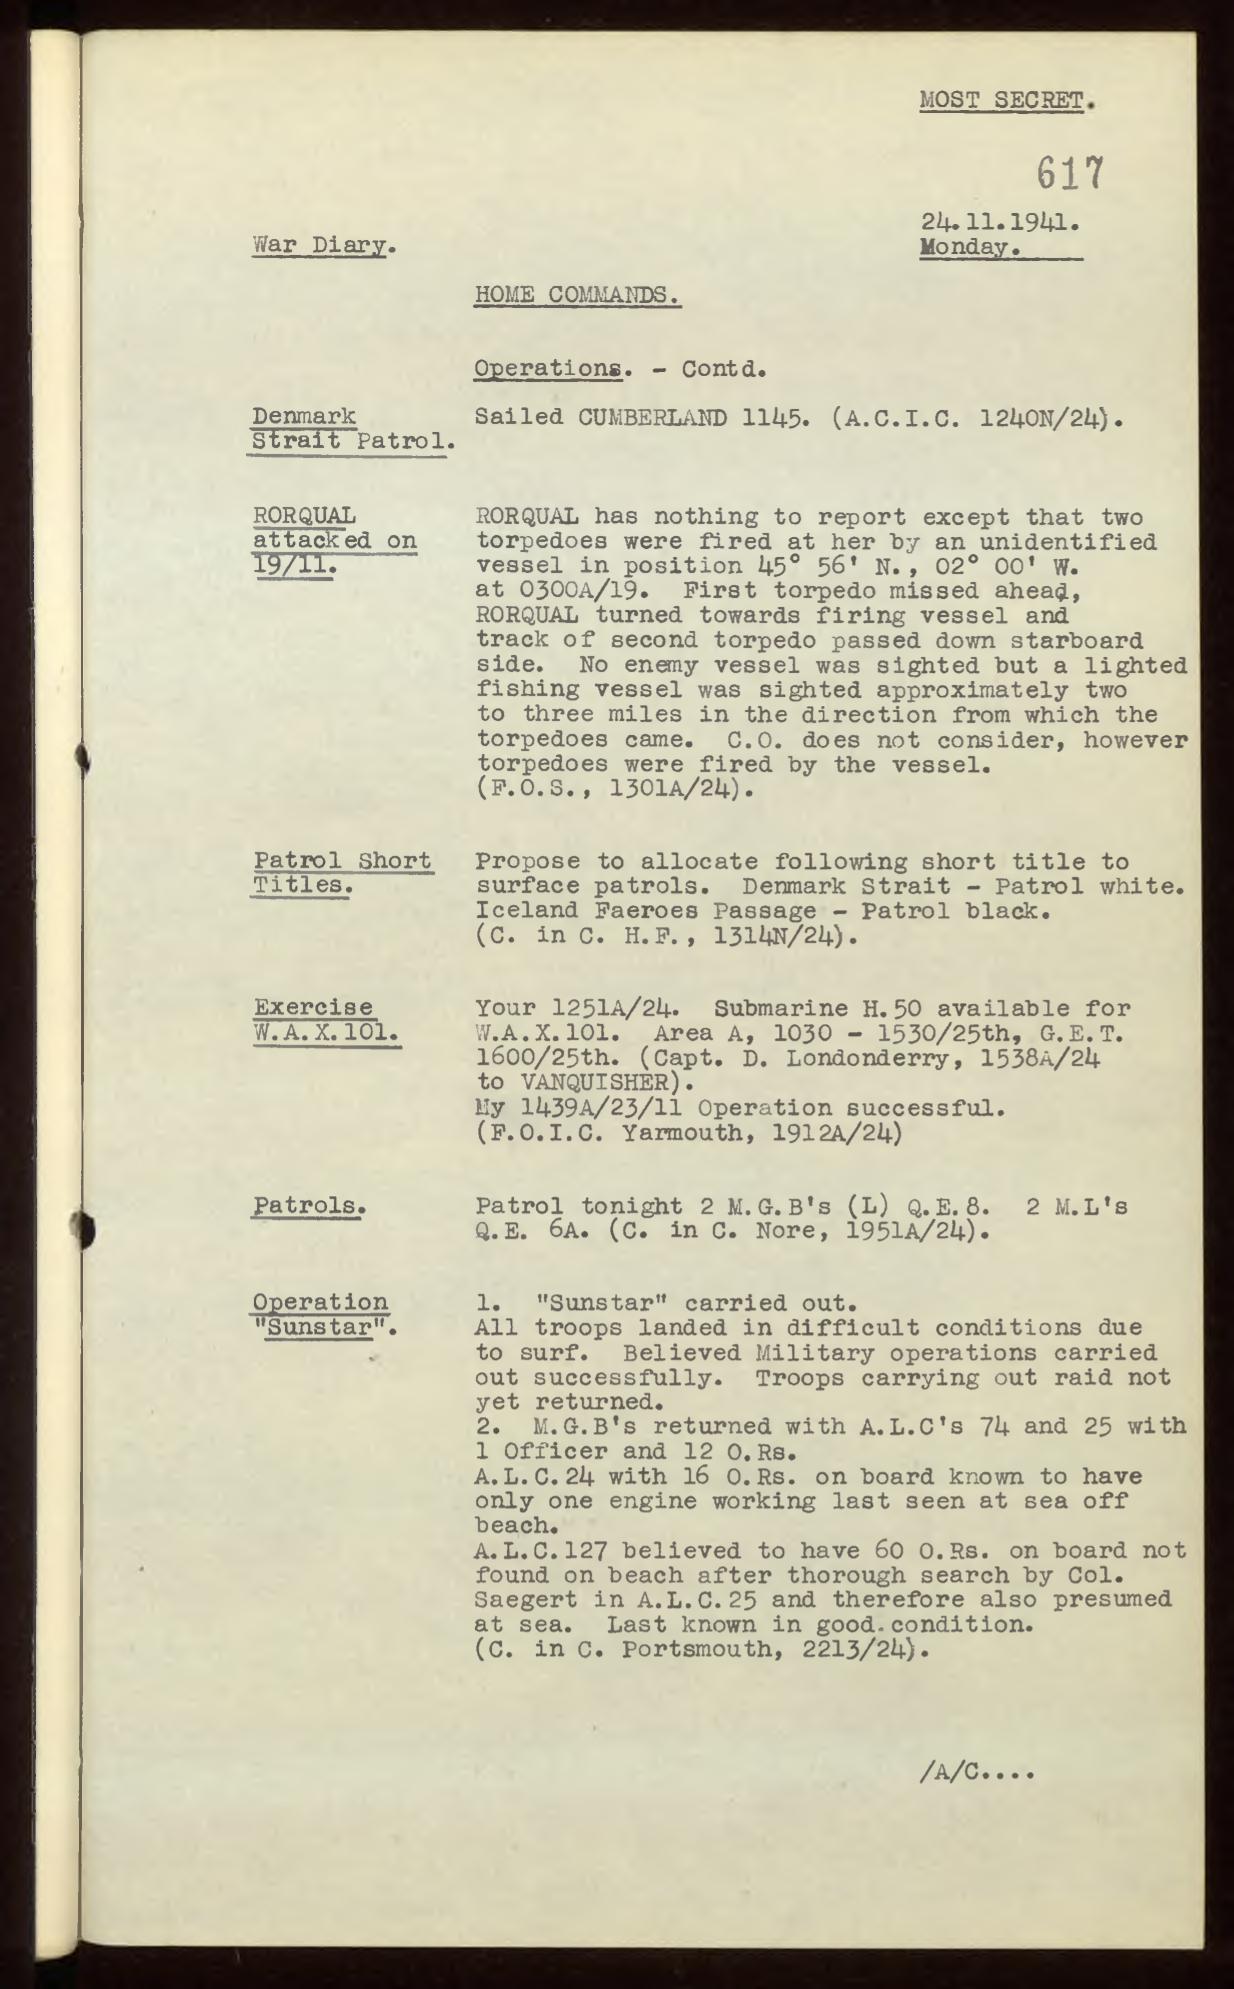 MOST SECRET.
617
24.11.1941.
War Diary.
Monday.
HOME COMMANDS.
Operations. - Contd.
Denmark
Strait Patrol.
Sailed CUMBERLAND 1145. (A.C.I.C. 1240N/24).
RORQUAL
attacked on
19/11.
RORQUAL has nothing to report except that two
torpedoes were fired at her by an unidentified
vessel in position 45° 56' N., 02° 00' W.
at 0300A/19. First torpedo missed ahead,
RORQUAL turned towards firing vessel and
track of second torpedo passed down starboard
side. No enemy vessel was sighted but a lighted
fishing vessel was sighted approximately two
to three miles in the direction from which the
torpedoes came. C.O. does not consider, however
torpedoes were fired by the vessel.
(F.O.S., 1301A/24).
Patrol Short
Titles.
Propose to allocate following short title to
surface patrols. Denmark Strait - Patrol white.
Iceland Faeroes Passage - Patrol black.
(C. in C. H.F., 1314N/24).
Exercise
W.A.X.101.
Your 1251A/24. Submarine H.50 available for
W.A.X.101. Area A, 1030 - 1530/25th, G.E.T.
1600/25th. (Capt. D. Londonderry, 1538A/24
to VANQUISHER).
My 1439A/23/11 Operation successful.
(F.O.I.C. Yarmouth, 1912A/24)
Patrols.
Patrol tonight 2 M.G.B's (L) Q.E.8. 2 M.L's
Q.E. 6A. (C. in C. Nore, 1951A/24).
Operation
"Sunstar".
1. "Sunstar" carried out.
All troops landed in difficult conditions due
to surf. Believed Military operations carried
out successfully. Troops carrying out raid not
yet returned.
2. M.G.B's returned with A.L.C's 74 and 25 with
1 Officer and 12 O.Rs.
A.L.C.24 with 16 O.Rs. on board known to have
only one engine working last seen at sea off
beach.
A.L.C.127 believed to have 60 O.Rs. on board not
found on beach after thorough search by Col.
Saegert in A.L.C.25 and therefore also presumed
at sea. Last known in good condition.
(C. in C. Portsmouth, 2213/24).
/A/C....